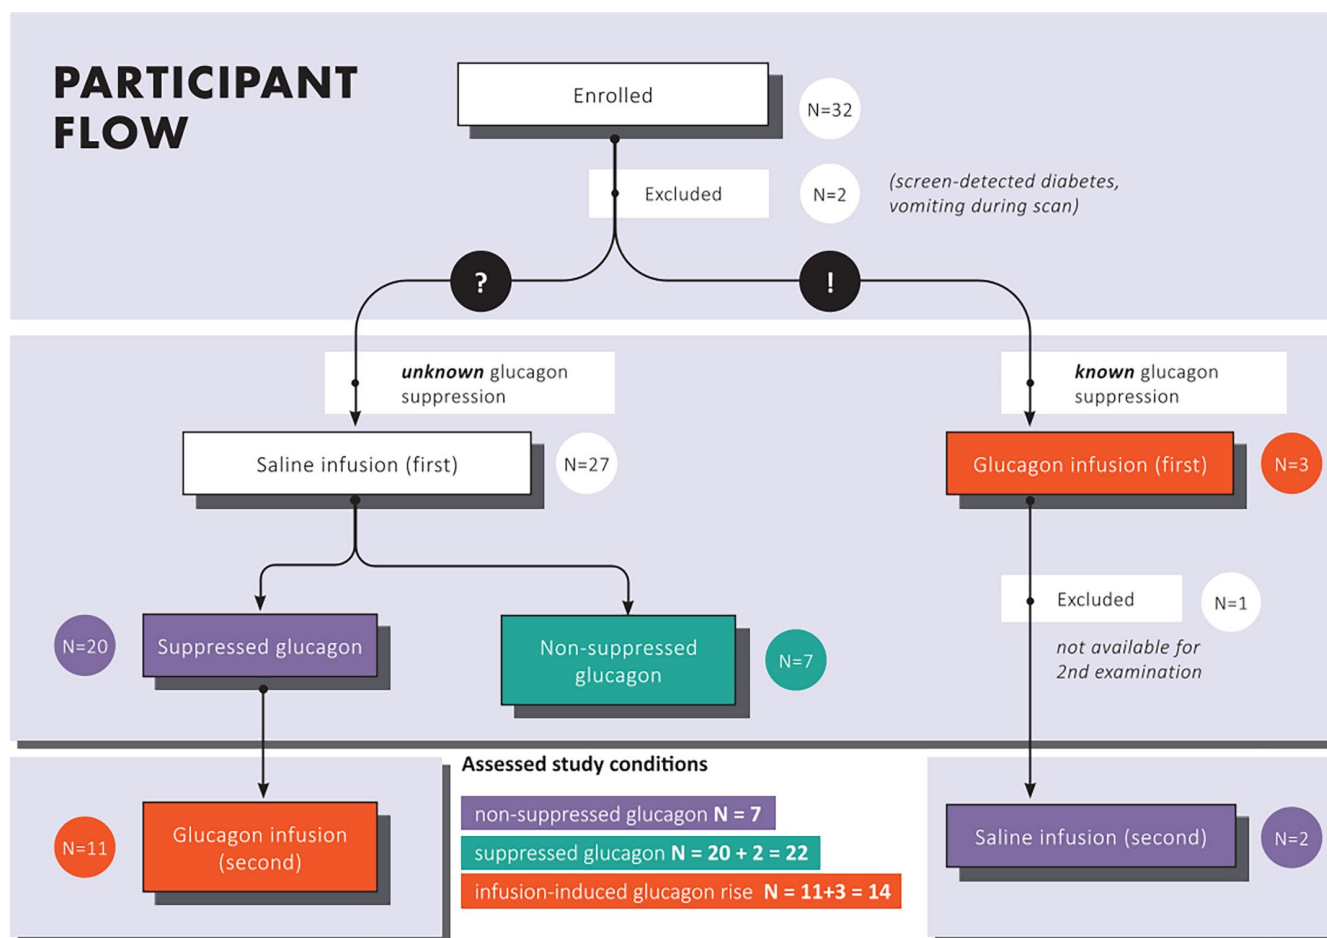 PARTICIPANT
FLOW
Enrolled
N=32
Excluded
N=2
(screen-detected diabetes,
vomiting during scan)
?
!
unknown glucagon
suppression
known glucagon
suppression
Saline infusion (first)
N=27
Glucagon infusion (first)
N=3
N=20
Suppressed glucagon
Non-suppressed
glucagon
N=7
Excluded
N=1
not available for
2nd examination
N=11
Glucagon infusion
(second)
Assessed study conditions
non-suppressed glucagon N = 7
suppressed glucagon N = 20 + 2 = 22
infusion-induced glucagon rise N = 11+3 = 14
Saline infusion (second)
N=2